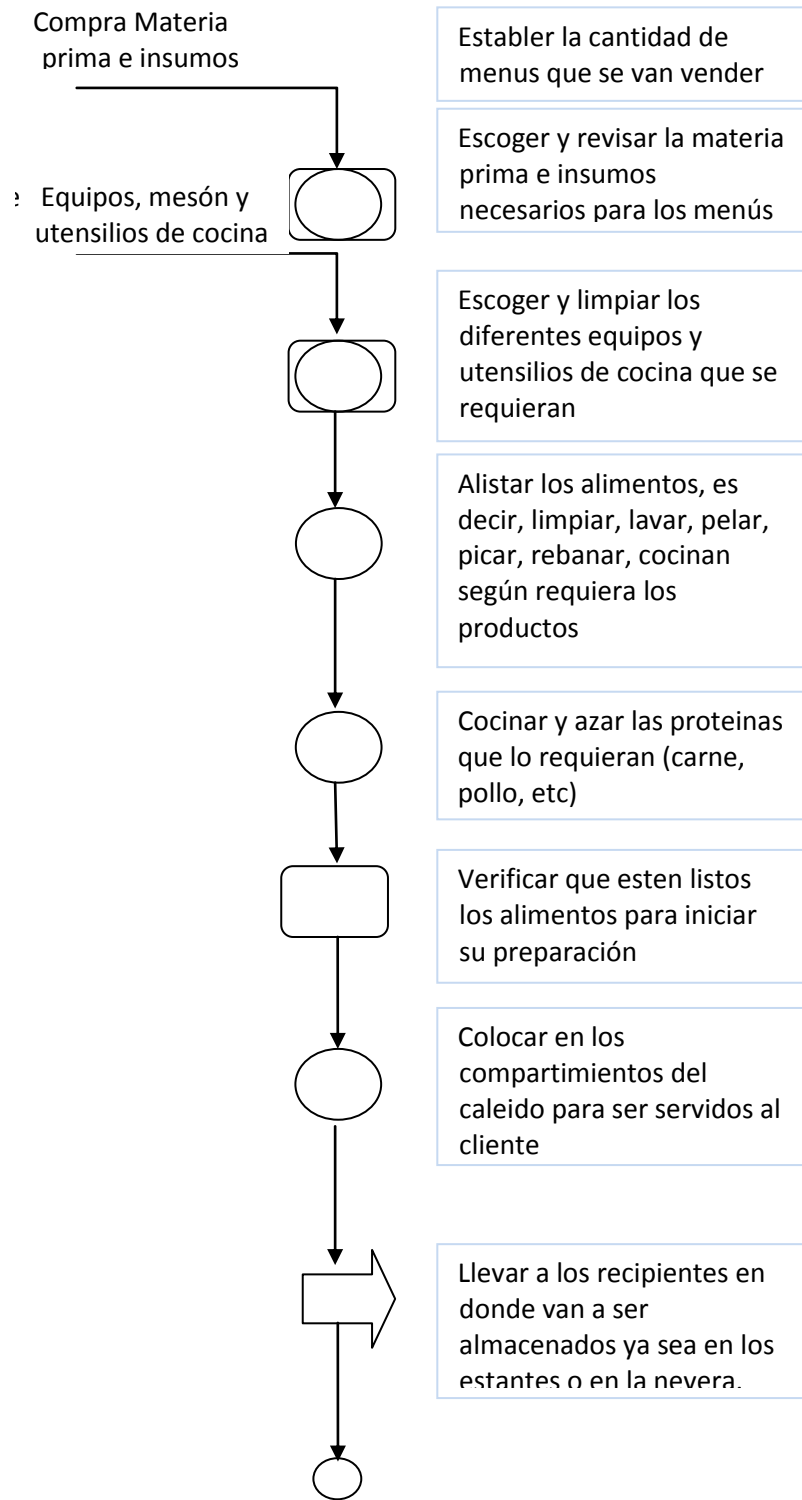 Compra Materia
prima e insumos
Establer la cantidad de
menus que se van vender
Escoger y revisar la materia
prima e insumos
necesarios para los menús
e Equipos, mesón y
utensilios de cocina
Escoger y limpiar los
diferentes equipos y
utensilios de cocina que se
requieran
Alistar los alimentos, es
decir, limpiar, lavar, pelar,
picar, rebanar, cocinan
según requiera los
productos
Cocinar y azar las proteinas
que lo requieran (carne,
pollo, etc)
Verificar que esten listos
los alimentos para iniciar
su preparación
Colocar en los
compartimientos del
caleido para ser servidos al
cliente
Llevar a los recipientes en
donde van a ser
almacenados ya sea en los
estantes o en la nevera.